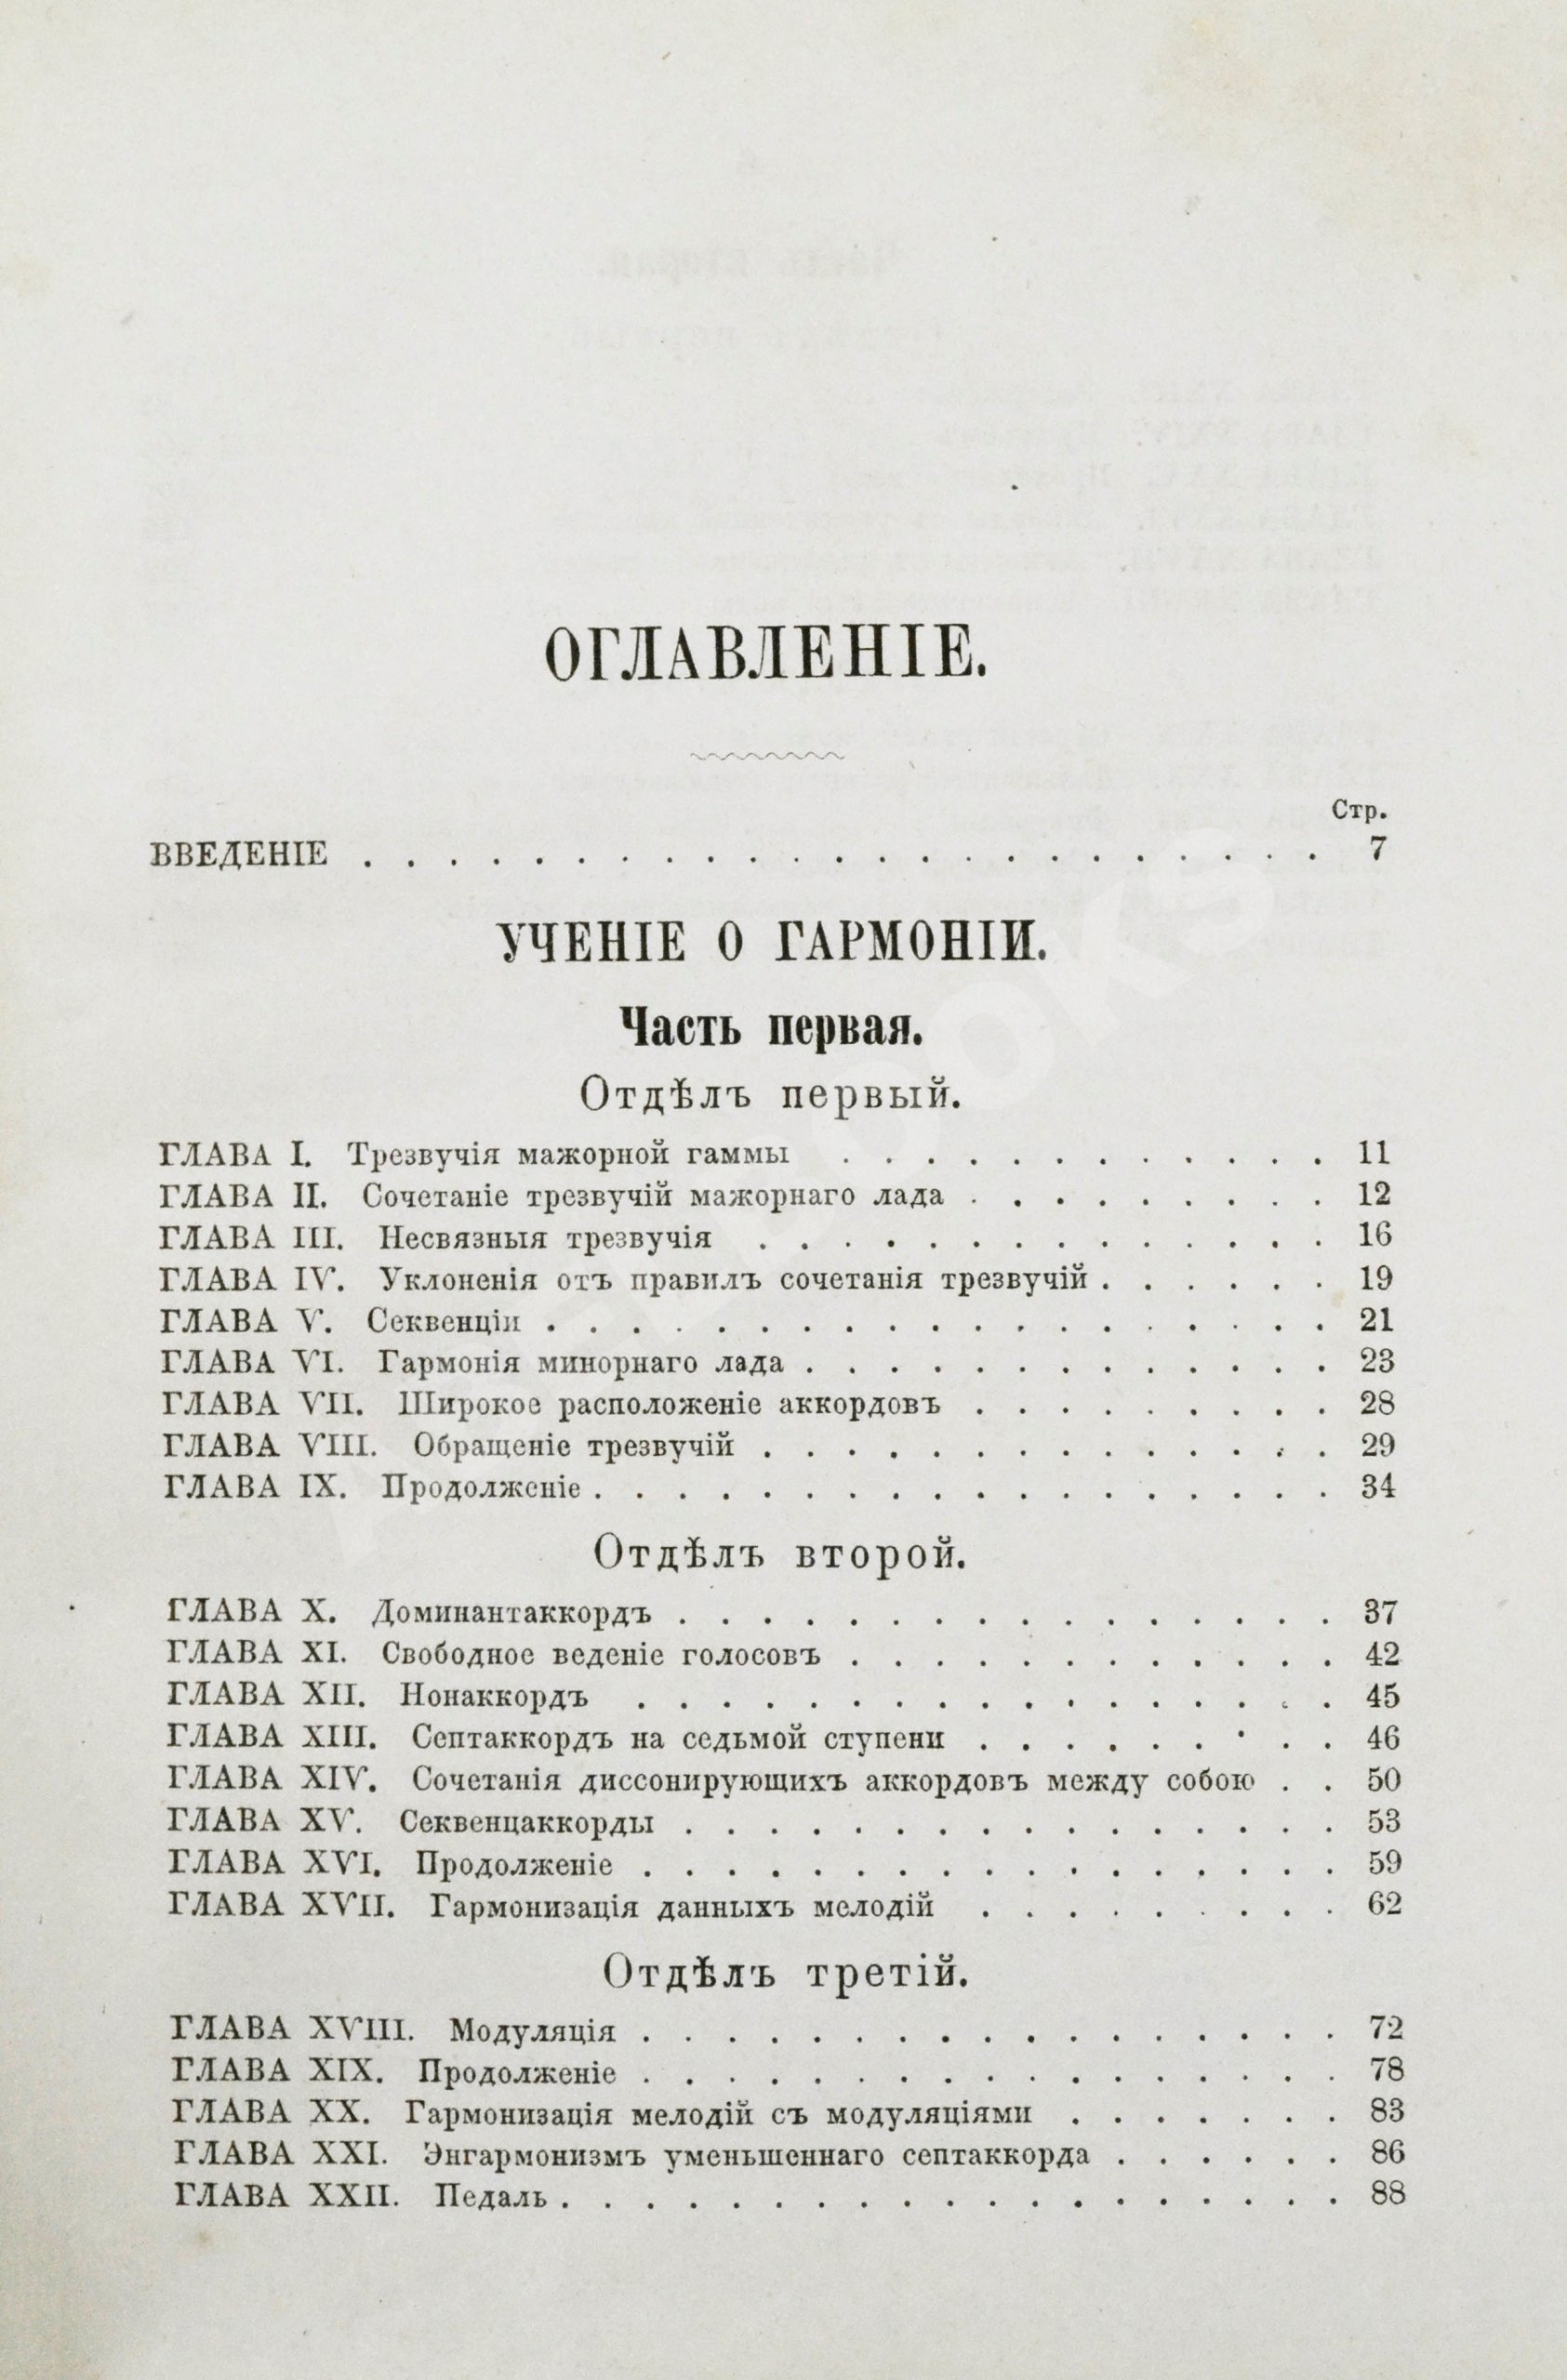 ОГЛАВЛЕНІЕ.
Стр.
ВВЕДЕНІЕ . . . . . . . . . . . . . . . . . . . . . . . 7
УЧЕНІЕ О ГАРМОНІИ.
Часть первая.
Отдѣлъ первый.
ГЛАВА I. Трезвучія мажорной гаммы . . . . . . . . . . . . 11
ГЛАВА II. Сочетаніе трезвучій мажорнаго лада . . . . . . . . . 12
ГЛАВА III. Несвязныя трезвучія . . . . . . . . . . . . . . 16
ГЛАВА IV. Уклоненія отъ правилъ сочетанія трезвучій . . . . . . 19
ГЛАВА V. Секвенціи . . . . . . . . . . . . . . . . . . . 21
ГЛАВА VI. Гармонія минорнаго лада . . . . . . . . . . . . . 23
ГЛАВА VII. Широкое расположеніе аккордовъ . . . . . . . . . 28
ГЛАВА VIII. Обращеніе трезвучій . . . . . . . . . . . . . . 29
ГЛАВА IX. Продолженіе . . . . . . . . . . . . . . . . . . 34
Отдѣлъ второй.
ГЛАВА X. Доминантаккордъ . . . . . . . . . . . . . . . . 37
ГЛАВА XI. Свободное веденіе голосовъ . . . . . . . . . . . . 42
ГЛАВА XII. Нонаккордъ . . . . . . . . . . . . . . . . . 45
ГЛАВА XIII. Септаккордъ на седьмой ступени . . . . . . . . . 46
ГЛАВА XIV. Сочетанія диссонирующихъ аккордовъ между собою . . 50
ГЛАВА XV. Секвенцаккорды . . . . . . . . . . . . . . . . 53
ГЛАВА XVI. Продолженіе . . . . . . . . . . . . . . . . . 59
ГЛАВА XVII. Гармонизація данныхъ мелодій . . . . . . . . . 62
Отдѣлъ третій.
ГЛАВА XVIII. Модуляція . . . . . . . . . . . . . . . . . 72
ГЛАВА XIX. Продолженіе . . . . . . . . . . . . . . . . . 78
ГЛАВА XX. Гармонизація мелодій съ модуляціями . . . . . . . 83
ГЛАВА XXI. Энгармонизмъ уменьшеннаго септаккорда . . . . . . 86
ГЛАВА XXII. Педаль . . . . . . . . . . . . . . . . . . . 88